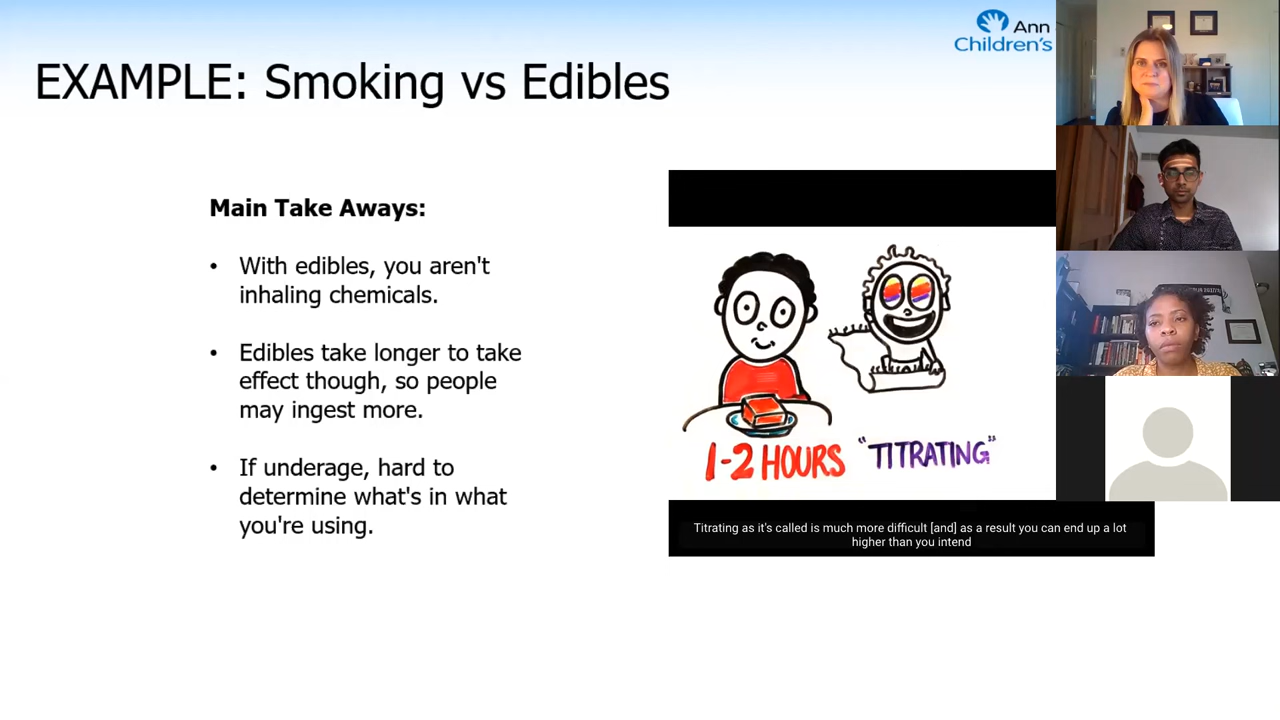 Ann
Children's
EXAMPLE: Smoking vs Edibles
Main Take Aways:
• With edibles, you aren't
inhaling chemicals.
• Edibles take longer to take
effect though, so people
may ingest more.
• If underage, hard to
determine what's in what
you're using.
1-2 HOURS "TITRATING"
Titrating as it's called is much more difficult [and] as a result you can end up a lot
higher than you intend